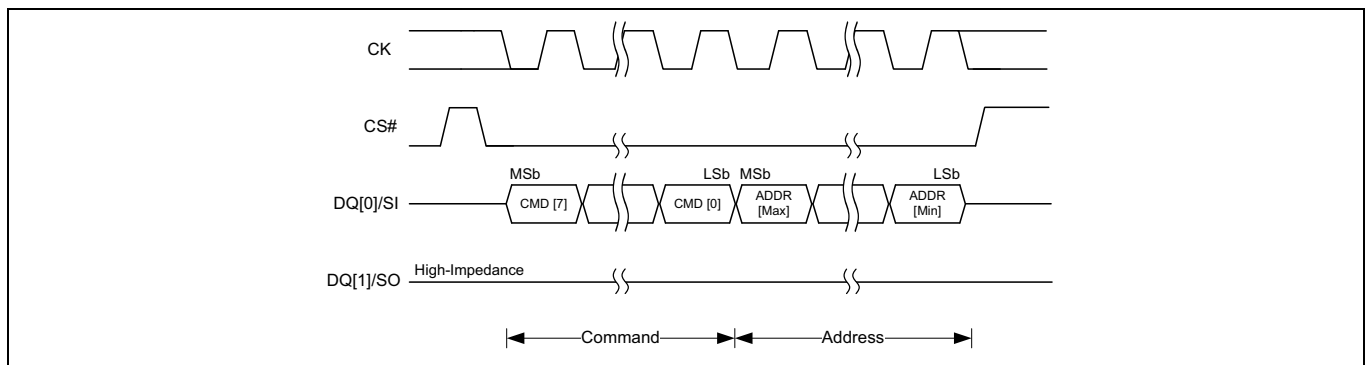 CK
CS#
MSb
LSb
MSb
LSb
DQ[0]/SI
CMD [7]
CMD [0]
ADDR
[Max]
ADDR
[Min]
DQ[1]/SO
High-Impedance
Command
Address